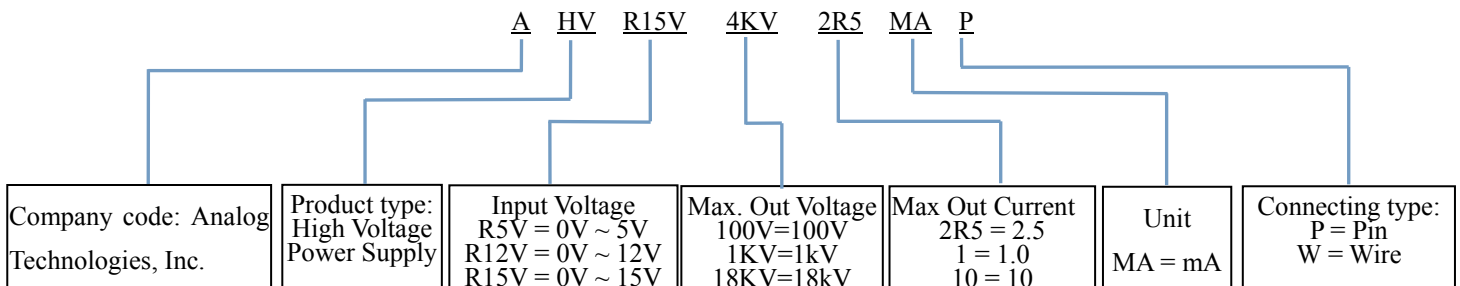 A HV R15V 4KV 2R5 MA P
Company code: Analog
Technologies, Inc.
Product type:
High Voltage
Power Supply
Input Voltage
R5V = 0V ~ 5V
R12V = 0V ~ 12V
R15V = 0V ~ 15V
Max. Out Voltage
100V=100V
1KV=1kV
18KV=18kV
Max Out Current
2R5 = 2.5
1 = 1.0
10 = 10
Unit
MA = mA
Connecting type:
P = Pin
W = Wire